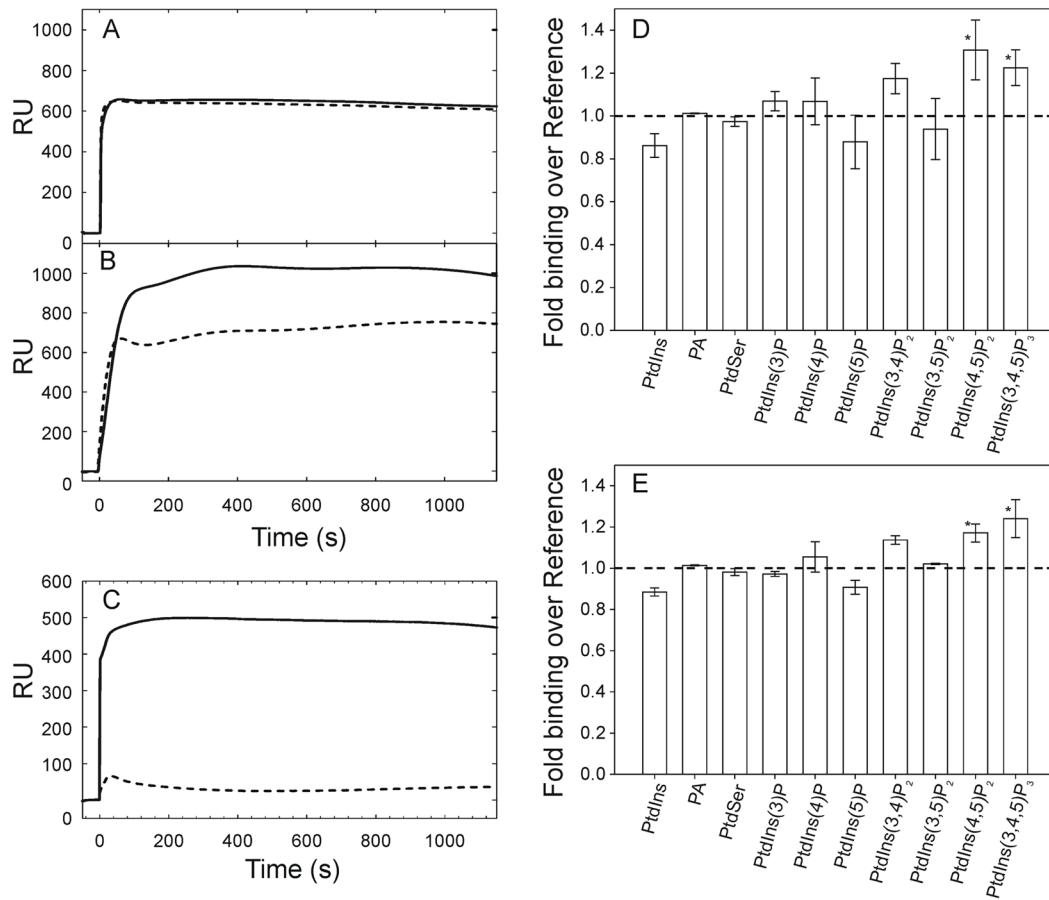 A
1000
800
600
400
200
0
RU
B
1000
800
600
400
200
0
RU
0
200
400
600
800
1000
Time (s)
C
600
500
400
300
200
100
0
RU
0
200
400
600
800
1000
Time (s)
D
1.4
1.2
1.0
0.8
0.6
0.4
0.2
0.0
Fold binding over Reference
*
*
PtdIns
PA
PtdSer
PtdIns(3)P
PtdIns(4)P
PtdIns(5)P
PtdIns(3,4)P2
PtdIns(3,5)P2
PtdIns(4,5)P2
PtdIns(3,4,5)P3
E
1.4
1.2
1.0
0.8
0.6
0.4
0.2
0.0
Fold binding over Reference
*
*
PtdIns
PA
PtdSer
PtdIns(3)P
PtdIns(4)P
PtdIns(5)P
PtdIns(3,4)P2
PtdIns(3,5)P2
PtdIns(4,5)P2
PtdIns(3,4,5)P3